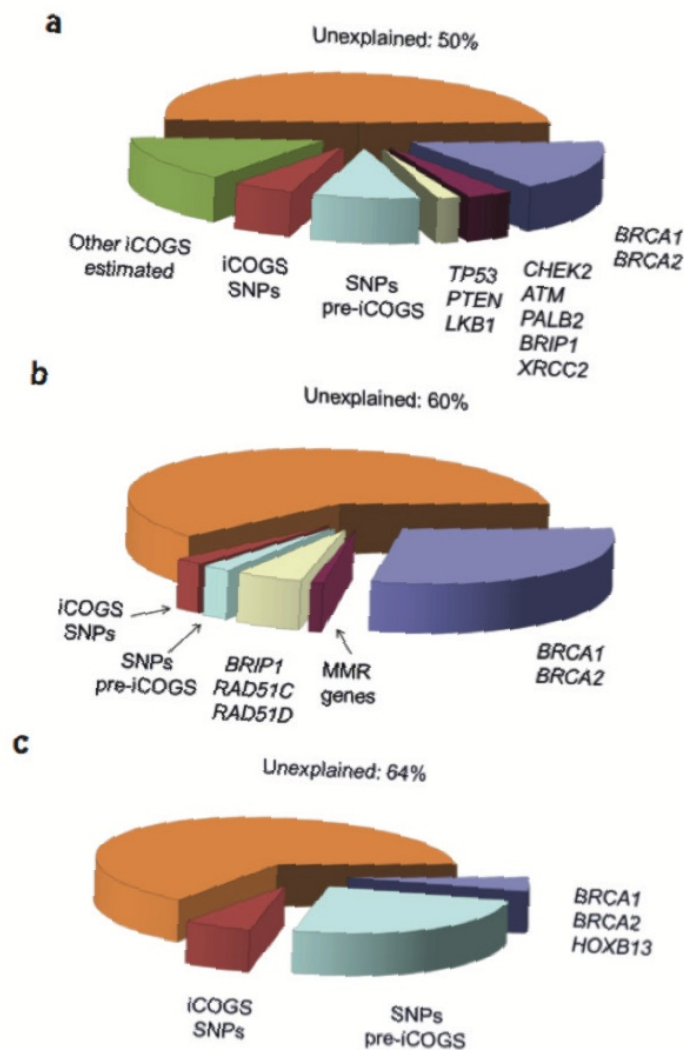 a
Unexplained: 50%
Other iCOGS
estimated
iCOGS
SNPs
SNPs
pre-iCOGS
TP53
PTEN
LKB1
CHEK2
ATM
PALB2
BRIP1
XRCC2
BRCA1
BRCA2
b
Unexplained: 60%
iCOGS
SNPs
SNPs
pre-iCOGS
BRIP1
RAD51C
RAD51D
MMR
genes
BRCA1
BRCA2
c
Unexplained: 64%
iCOGS
SNPs
SNPs
pre-iCOGS
BRCA1
BRCA2
HOXB13